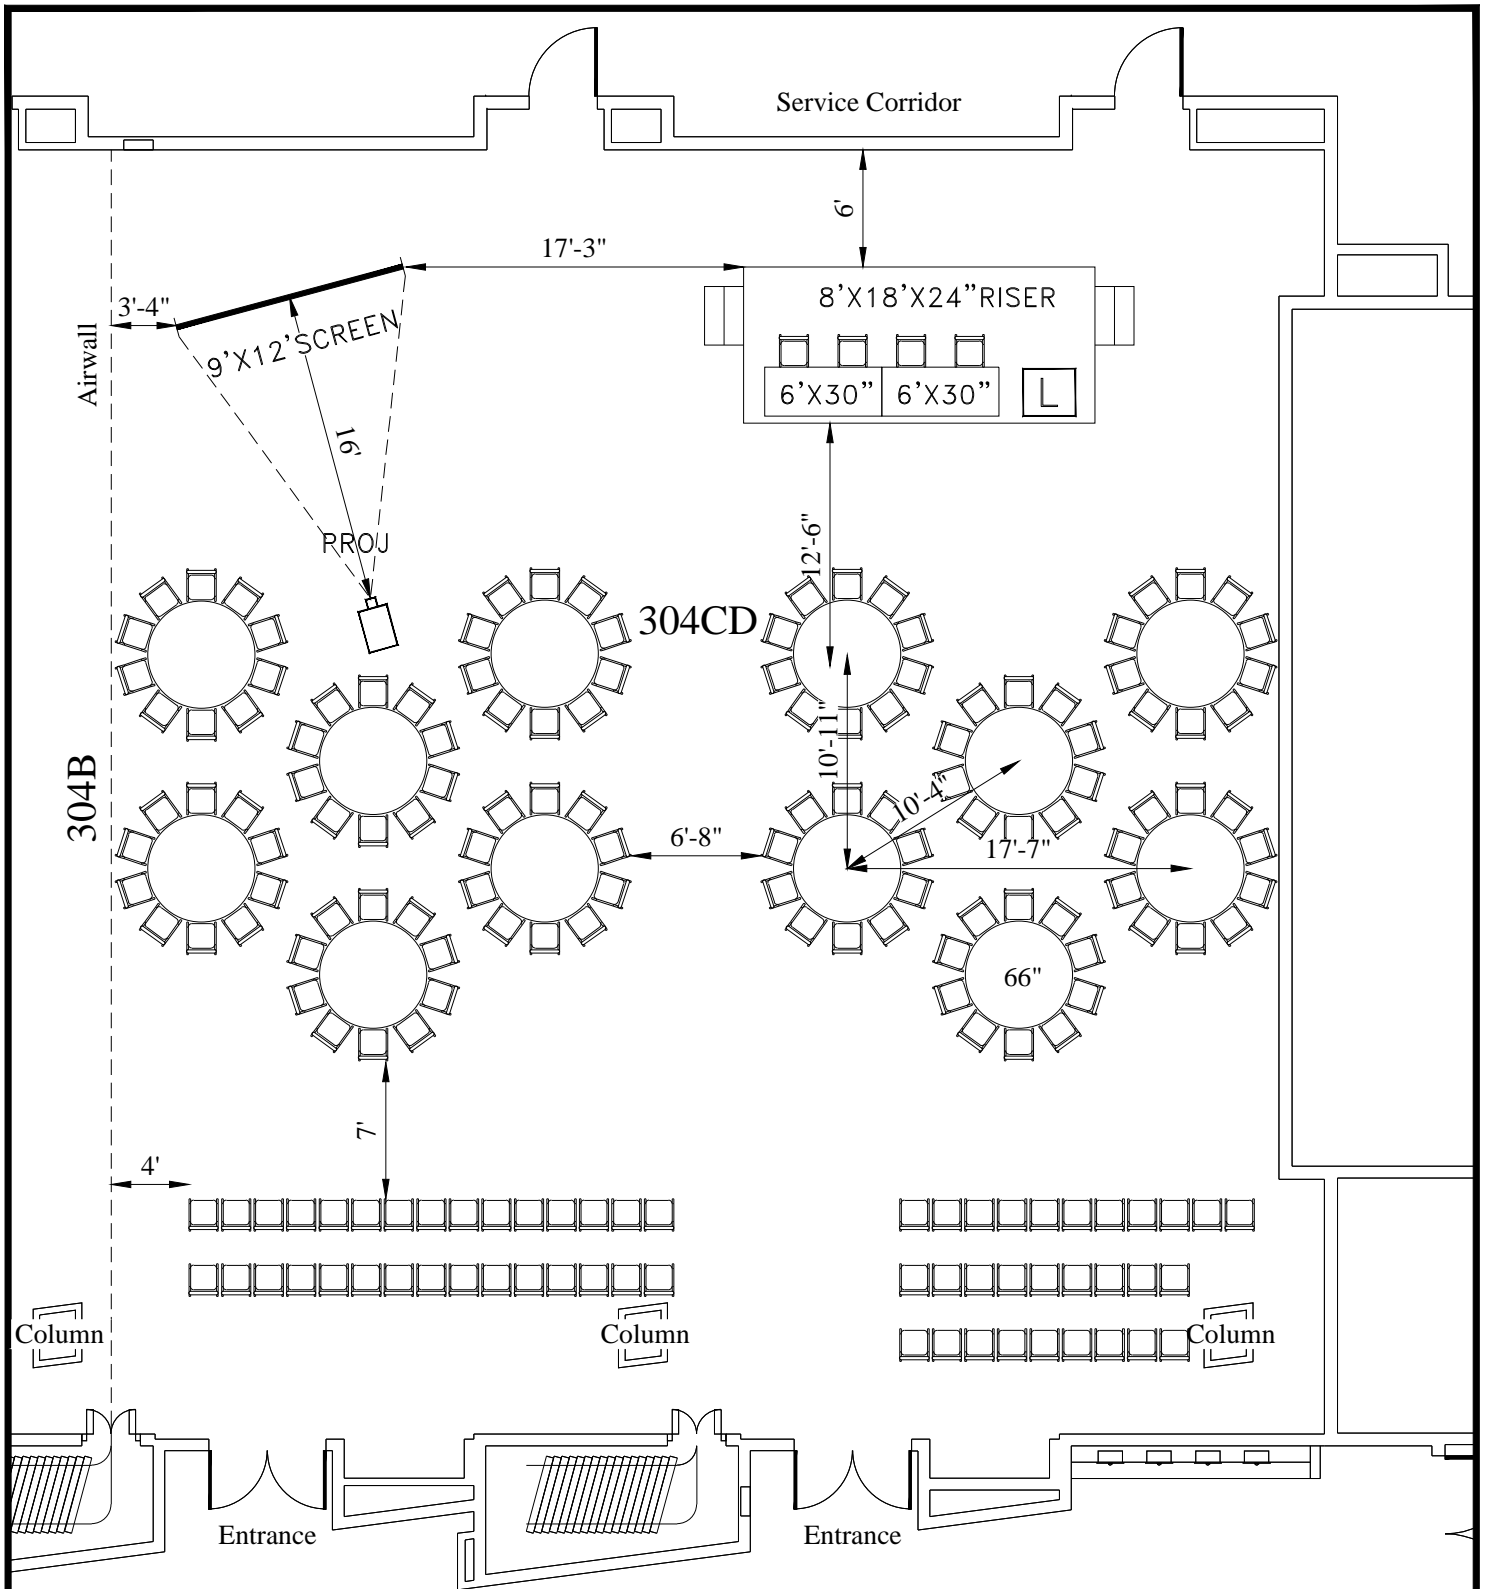 Service Corridor
6'
17'-3"
3'-4"
8’X18’X24”RISER
Airwall
9’X12’SCREEN
6’X30”
6’X30”
L
16'
12'-6"
PROJ
304CD
10'-11"
304B
10'-4"
6'-8"
17'-7"
66"
7'
4'
Column
Column
Column
Entrance
Entrance